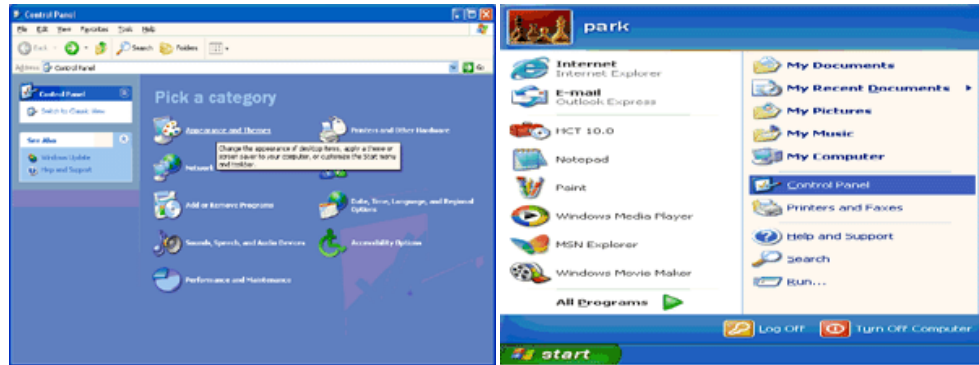 Control Panel
File Edit View Favorites Tools Help
Back Search Folders
Address Control Panel Go
Control Panel
Switch to Classic View
See Also
Windows Update
Help and Support
Pick a category
Appearance and Themes
Printers and Other Hardware
Change the appearance of desktop items, apply a theme or
screen saver to your computer, or customize the Start menu
and taskbar.
Network
Add or Remove Programs
Date, Time, Language, and Regional
Options
Sounds, Speech, and Audio Devices
Accessibility Options
Performance and Maintenance
park
Internet
Internet Explorer
E-mail
Outlook Express
HCT 10.0
Notepad
Paint
Windows Media Player
MSN Explorer
Windows Movie Maker
All Programs
My Documents
My Recent Documents
My Pictures
My Music
My Computer
Control Panel
Printers and Faxes
Help and Support
Search
Run...
Log Off
Turn Off Computer
start